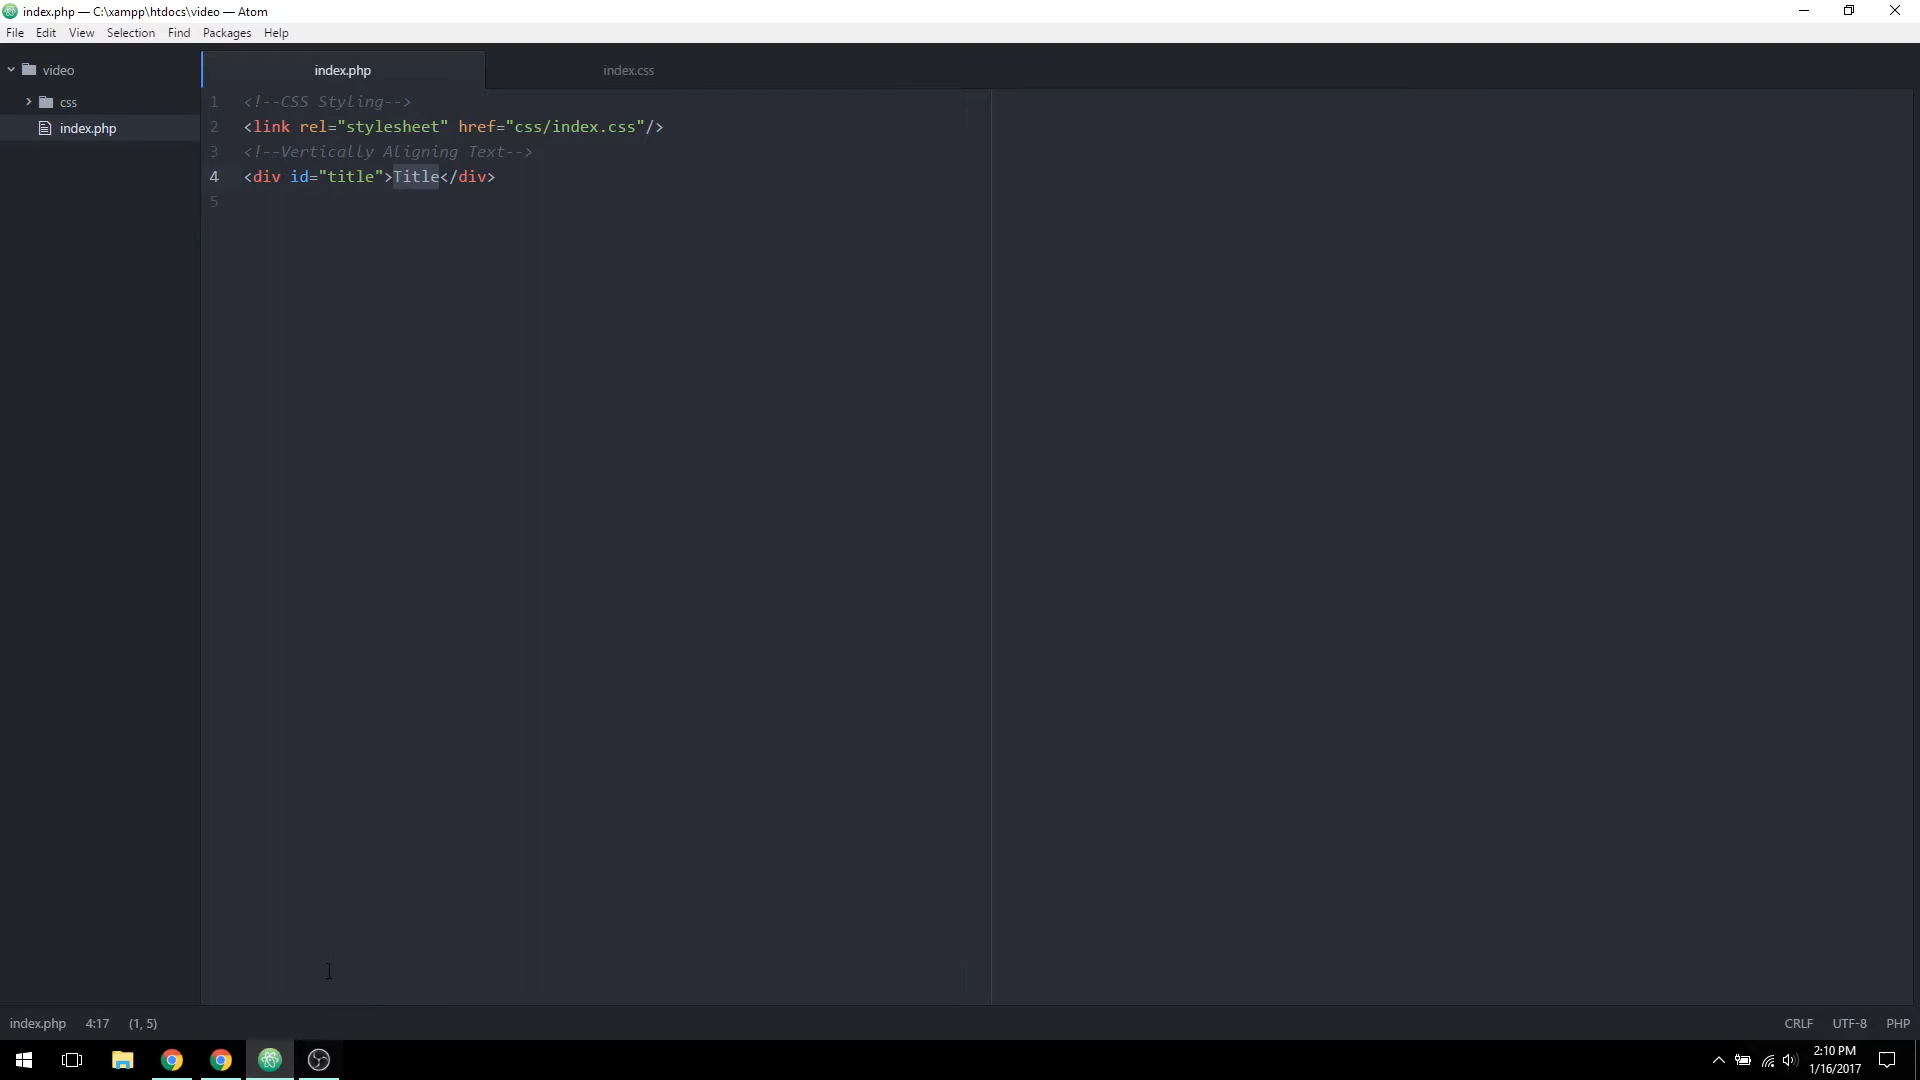 index.php — C:\xampp\htdocs\video — Atom
File Edit View Selection Find Packages Help
video
css
index.php
index.php index.css
1 <!--CSS Styling-->
2 <link rel="stylesheet" href="css/index.css"/>
3 <!--Vertically Aligning Text-->
4 <div id="title">Title</div>
5
index.php 4:17 (1, 5) CRLF UTF-8 PHP
2:10 PM
1/16/2017